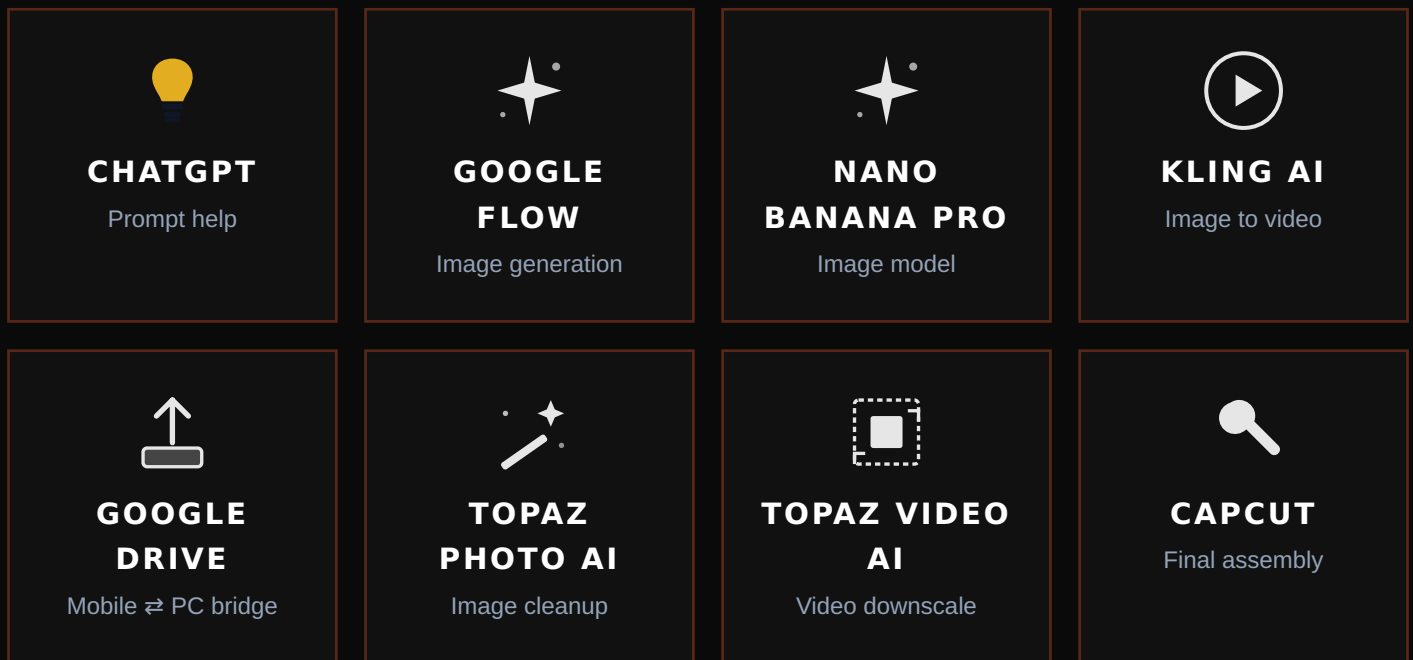 CHATGPT
Prompt help
GOOGLE
FLOW
Image generation
NANO
BANANA PRO
Image model
KLING AI
Image to video
GOOGLE
DRIVE
Mobile ⇄ PC bridge
TOPAZ
PHOTO AI
Image cleanup
TOPAZ VIDEO
AI
Video downscale
CAPCUT
Final assembly